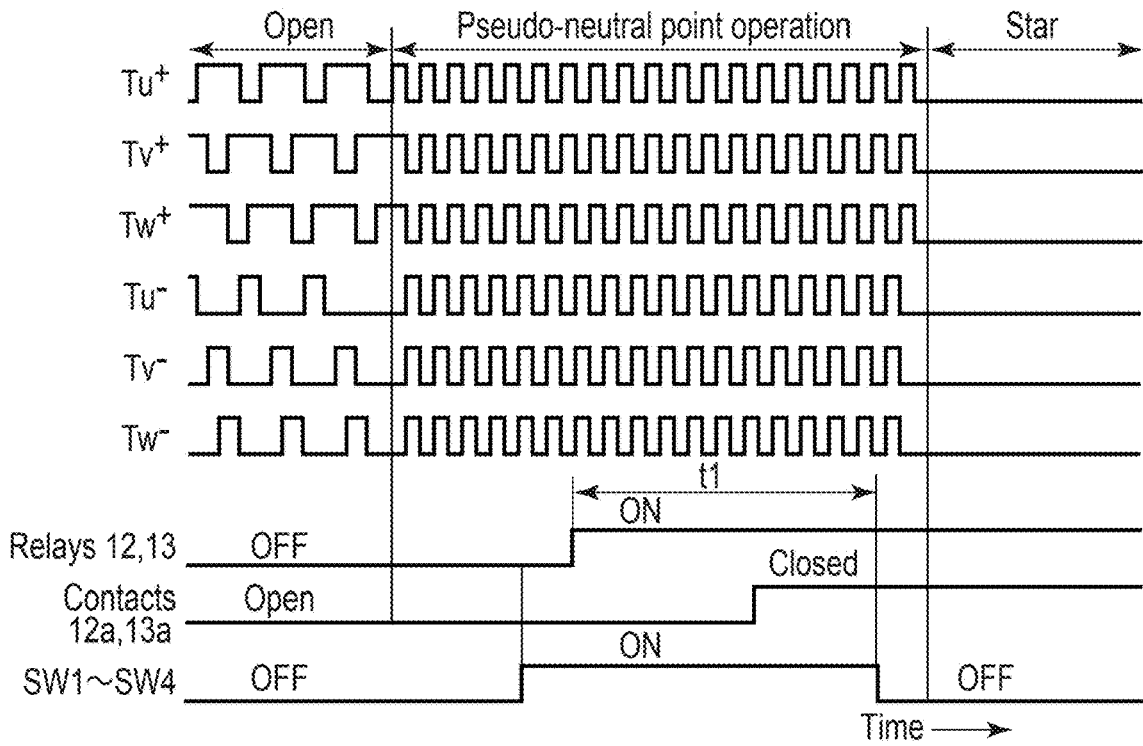 Open Pseudo-neutral point operation Star
Tu+
Tv+
Tw+
Tu-
Tv-
Tw-
t1
ON
Relays 12,13 OFF
Closed
Contacts 12a,13a Open
ON
SW1~SW4 OFF OFF
Time